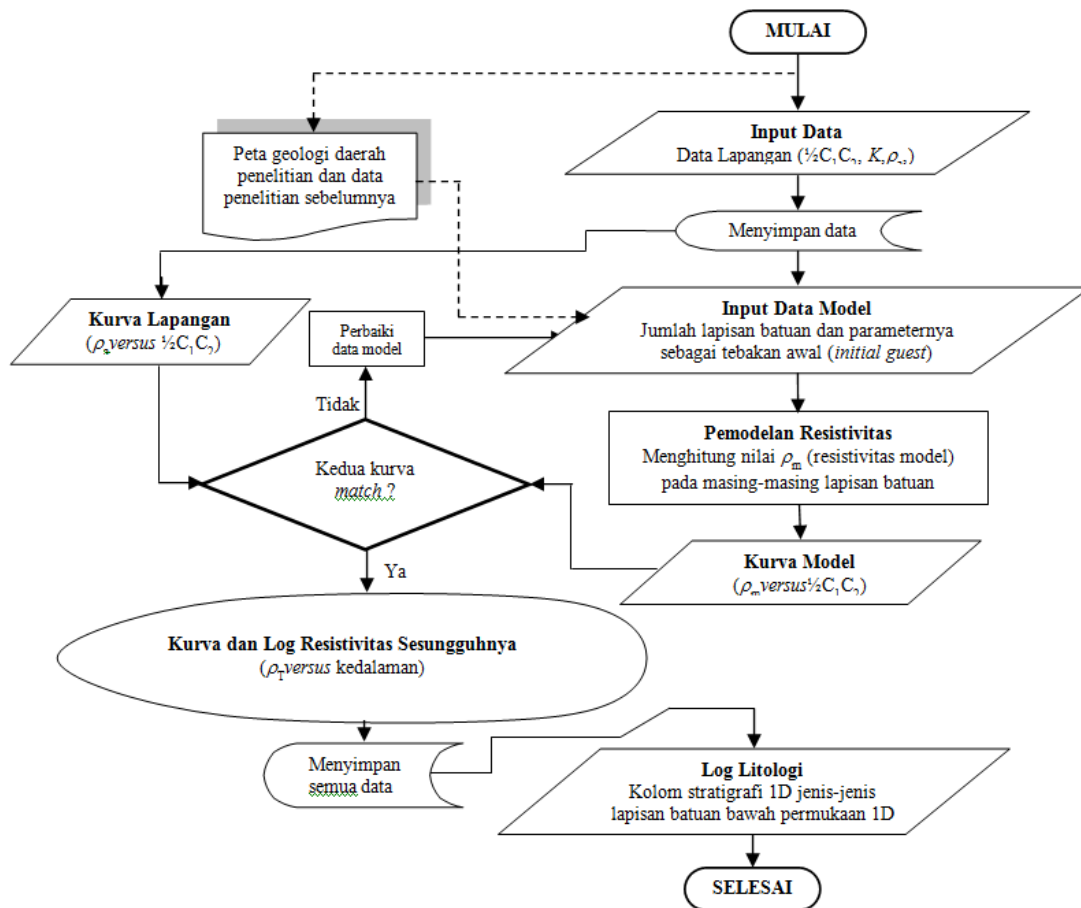 MULAI
Input Data
Data Lapangan (½C₁C₂, K, ρₐ,)
Peta geologi daerah
penelitian dan data
penelitian sebelumnya
Menyimpan data
Kurva Lapangan
(ρₐ versus ½C₁C₂)
Perbaiki
data model
Input Data Model
Jumlah lapisan batuan dan parameternya
sebagai tebakan awal (initial guest)
Tidak
Pemodelan Resistivitas
Menghitung nilai ρm (resistivitas model)
pada masing-masing lapisan batuan
Kedua kurva
match ?
Kurva Model
(ρm versus ½C₁C₂)
Ya
Kurva dan Log Resistivitas Sesungguhnya
(ρT versus kedalaman)
Menyimpan
semua data
Log Litologi
Kolom stratigrafi 1D jenis-jenis
lapisan batuan bawah permukaan 1D
SELESAI